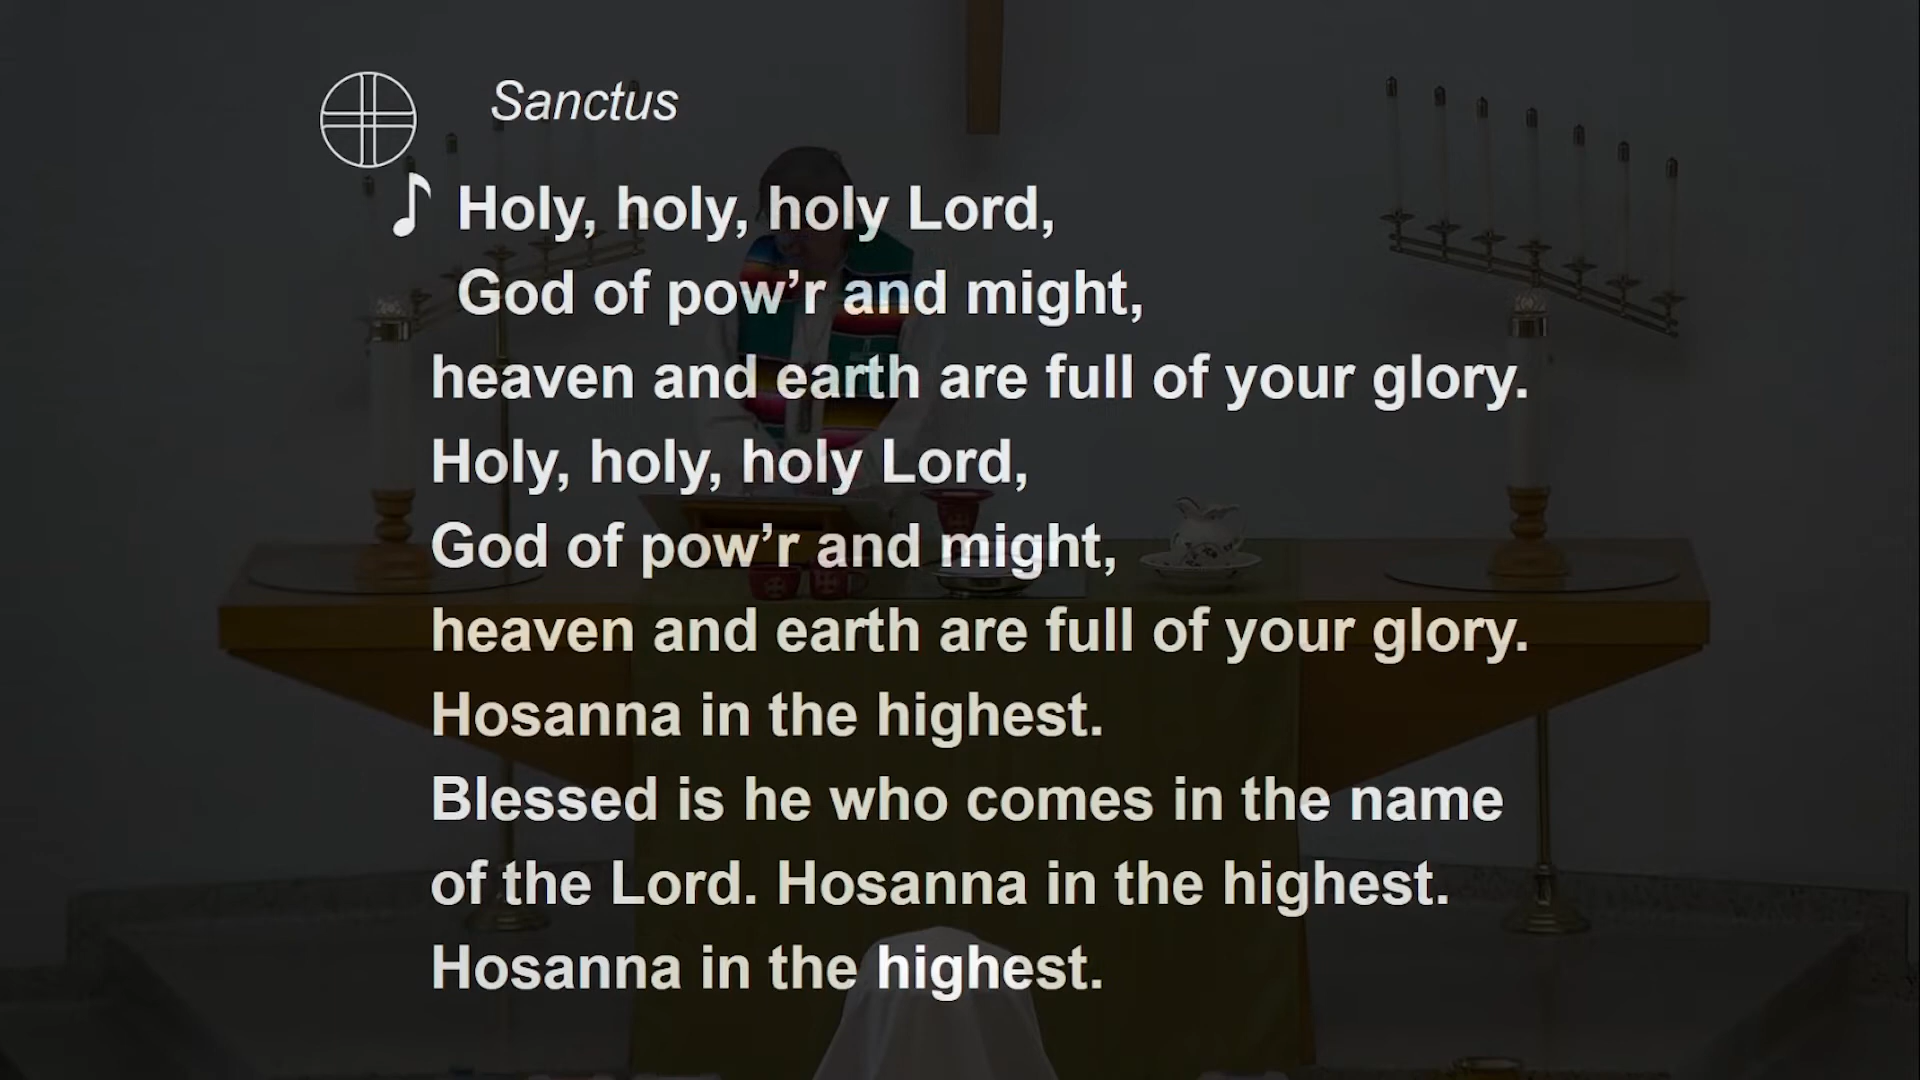 Sanctus
Holy, holy, holy Lord,
God of pow’r and might,
heaven and earth are full of your glory.
Holy, holy, holy Lord,
God of pow’r and might,
heaven and earth are full of your glory.
Hosanna in the highest.
Blessed is he who comes in the name
of the Lord. Hosanna in the highest.
Hosanna in the highest.